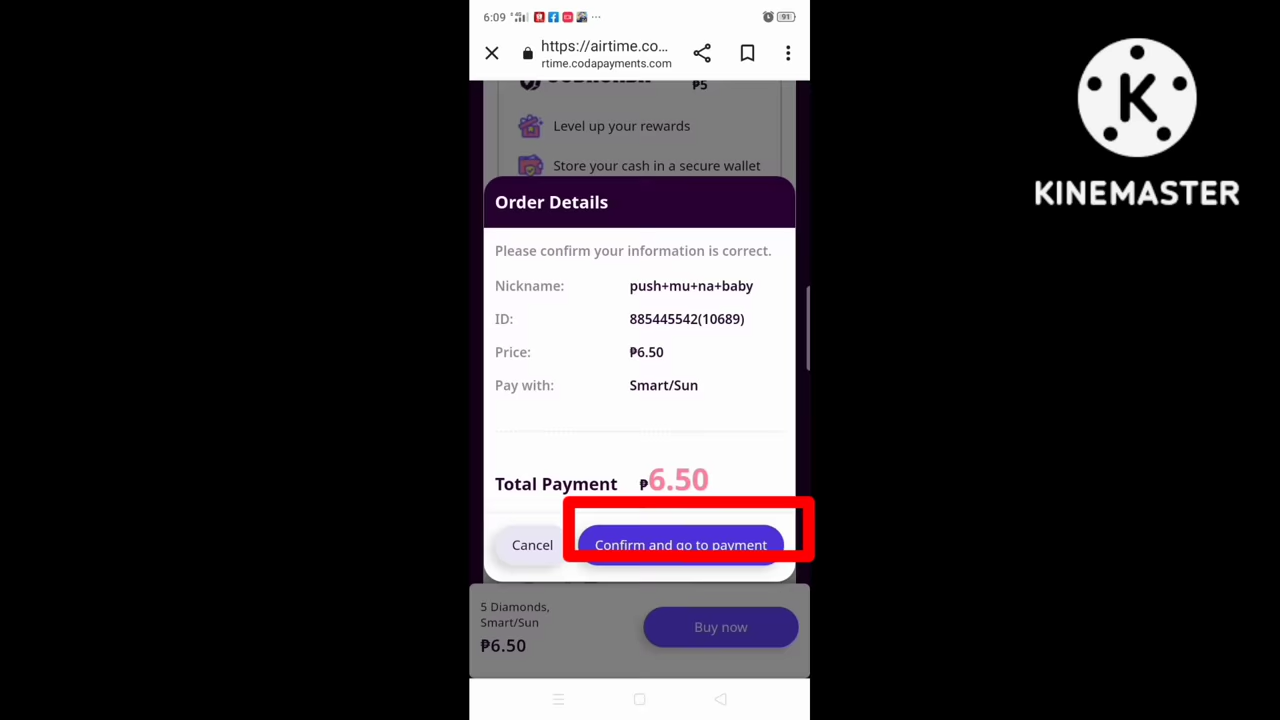 6:09
91
https://airtime.co...
rtime.codapayments.com
₱5
Level up your rewards
Store your cash in a secure wallet
K
KINEMASTER
Order Details
Please confirm your information is correct.
Nickname: push+mu+na+baby
ID: 885445542(10689)
Price: ₱6.50
Pay with: Smart/Sun
Total Payment ₱6.50
Cancel
Confirm and go to payment
5 Diamonds,
Smart/Sun
₱6.50
Buy now